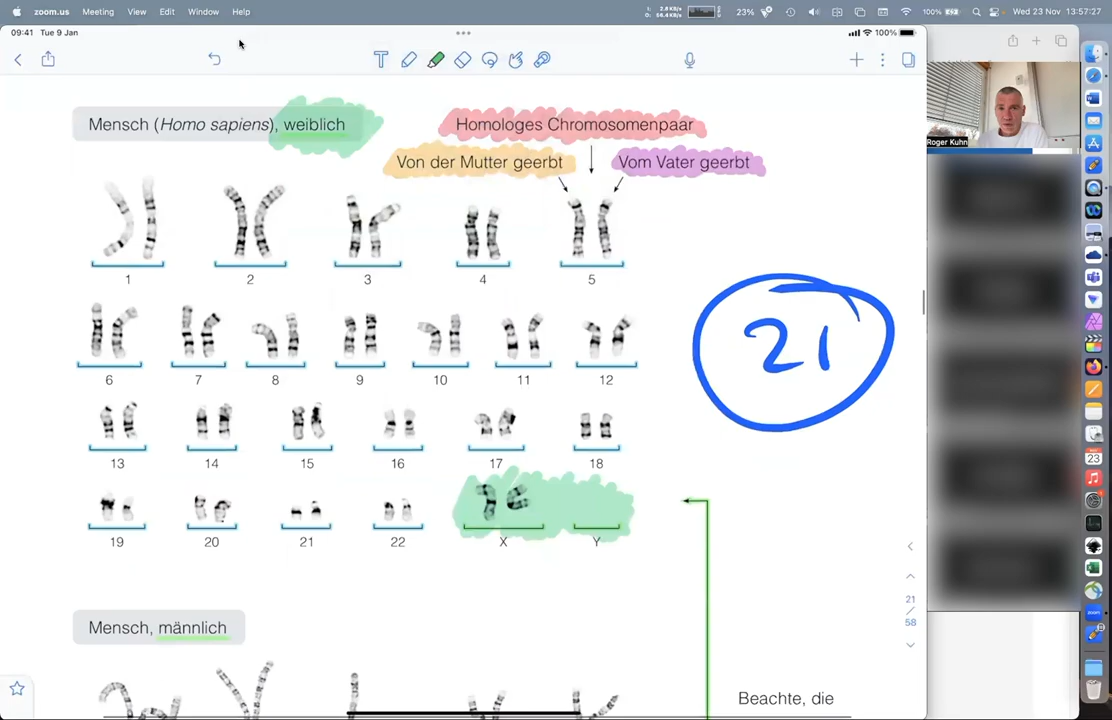 zoom.us Meeting View Edit Window Help
23% 100% Wed 23 Nov 13:57:27
09:41 Tue 9 Jan
100%
Mensch (Homo sapiens), weiblich
Homologes Chromosomenpaar
Von der Mutter geerbt
Vom Vater geerbt
1 2 3 4 5
21
6 7 8 9 10 11 12
13 14 15 16 17 18
19 20 21 22 X Y
Mensch, männlich
Beachte, die
21
/
58
Roger Kuhn